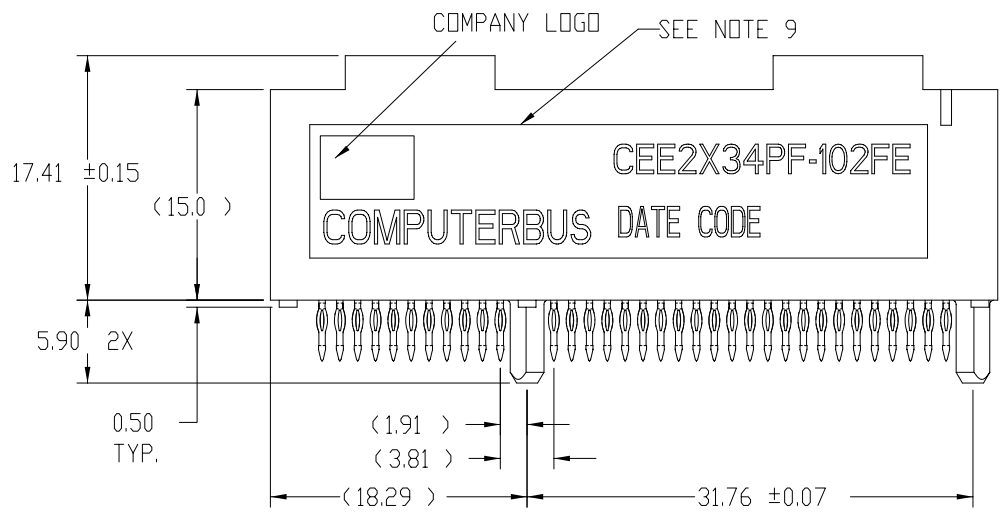 COMPANY LOGO
SEE NOTE 9
17.41 ±0.15
(15.0 )
CEE2X34PF-102FE
COMPUTERBUS DATE CODE
5.90 2X
0.50
TYP.
(1.91 )
(3.81 )
(18.29 )
31.76 ±0.07